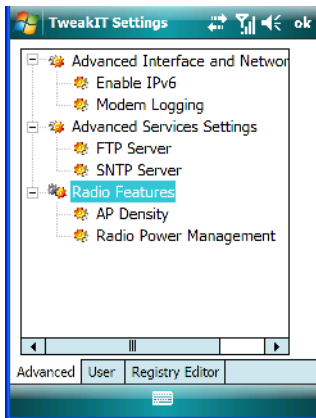 TweakIT Settings ok
Advanced Interface and Networ
Enable IPv6
Modem Logging
Advanced Services Settings
FTP Server
SNTP Server
Radio Features
AP Density
Radio Power Management
Advanced User Registry Editor